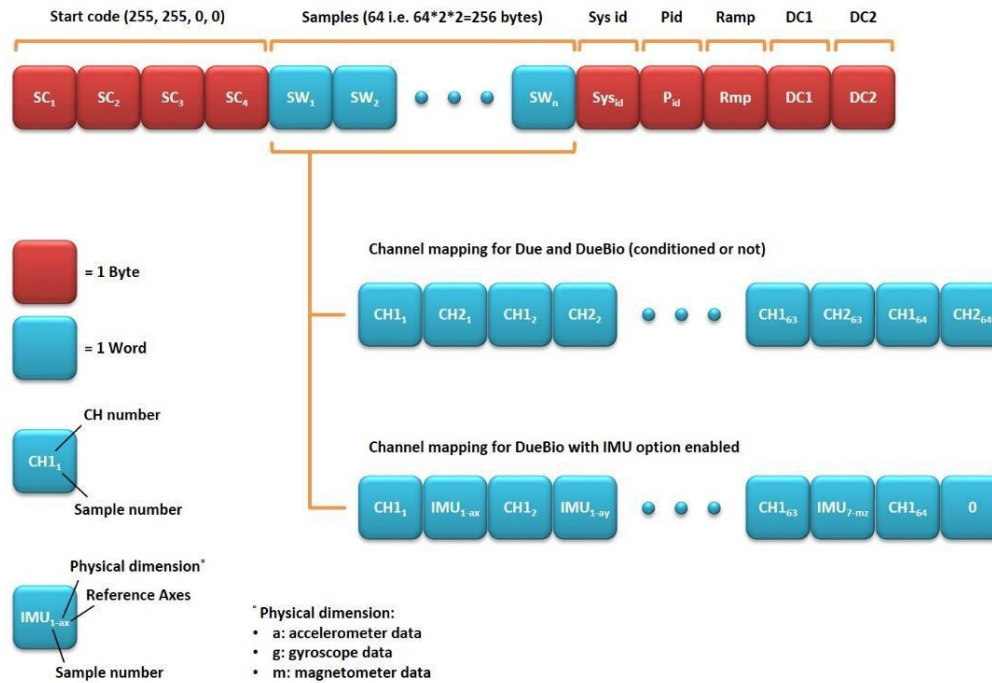 Start code (255, 255, 0, 0) Samples (64 i.e. 64*2*2=256 bytes) Sys id Pid Ramp DC1 DC2
SC1 SC2 SC3 SC4 SW1 SW2 SWn Sysid Pid Rmp DC1 DC2
Channel mapping for Due and DueBio (conditioned or not)
= 1 Byte
CH11 CH21 CH12 CH22 CH163 CH263 CH164 CH264
= 1 Word
CH number
CH11
Sample number
Channel mapping for DueBio with IMU option enabled
CH11 IMU1-ax CH12 IMU1-ay CH163 IMU7-mz CH164 0
Physical dimension*
Reference Axes
IMU1-ax
Sample number
* Physical dimension:
• a: accelerometer data
• g: gyroscope data
• m: magnetometer data